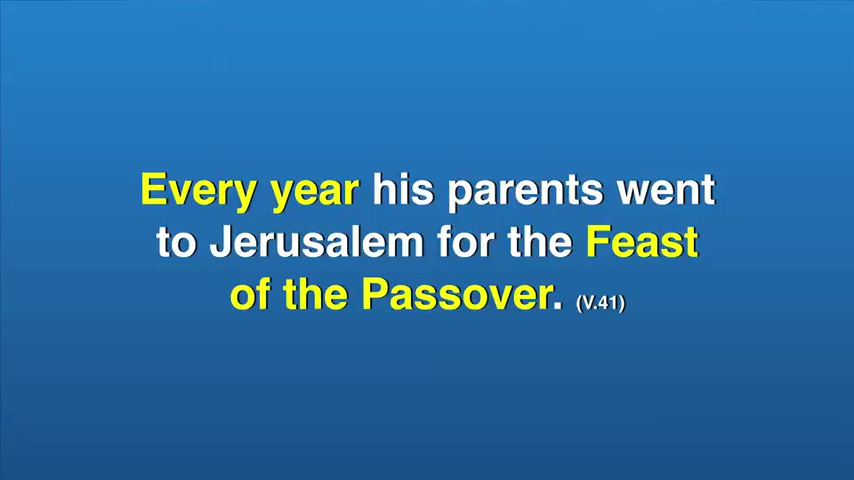 Every year his parents went
to Jerusalem for the Feast
of the Passover. (V.41)